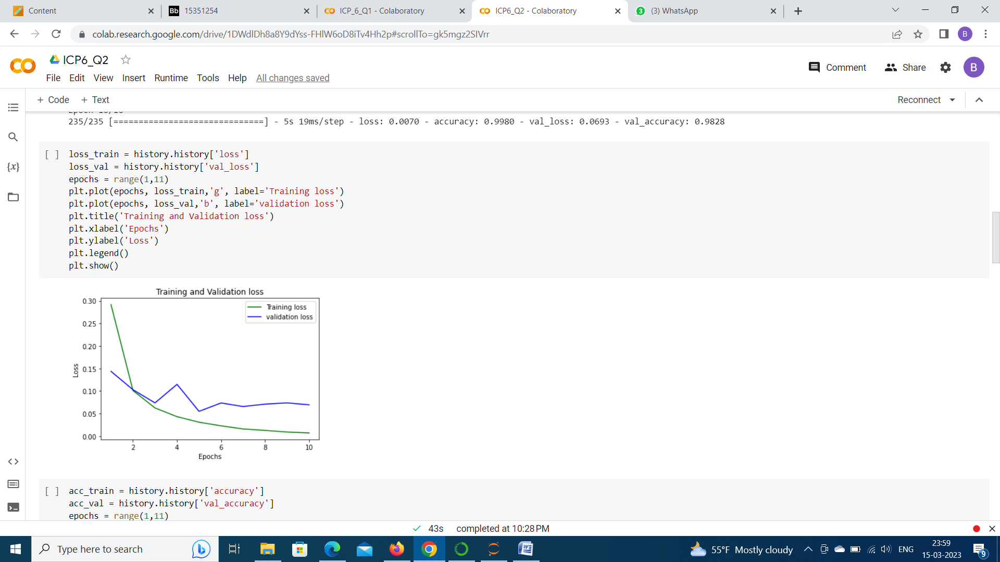 Content
Bb 15351254
ICP_6_Q1 - Colaboratory
ICP6_Q2 - Colaboratory
3 (3) WhatsApp
colab.research.google.com/drive/1DWdlDh8a8Y9dYss-FHlW6oD8iTv4Hh2p#scrollTo=gk5mgz2SIVrr
B
ICP6_Q2
Comment Share B
File Edit View Insert Runtime Tools Help All changes saved
+ Code + Text
Reconnect
235/235 [==============================] - 5s 19ms/step - loss: 0.0070 - accuracy: 0.9980 - val_loss: 0.0693 - val_accuracy: 0.9828
{x}
[ ] loss_train = history.history['loss']
loss_val = history.history['val_loss']
epochs = range(1,11)
plt.plot(epochs, loss_train,'g', label='Training loss')
plt.plot(epochs, loss_val,'b', label='validation loss')
plt.title('Training and Validation loss')
plt.xlabel('Epochs')
plt.ylabel('Loss')
plt.legend()
plt.show()
Training and Validation loss
Training loss
validation loss
0.30
0.25
0.20
0.15
0.10
0.05
0.00
Loss
2 4 6 8 10
Epochs
[ ] acc_train = history.history['accuracy']
acc_val = history.history['val_accuracy']
epochs = range(1,11)
43s completed at 10:28 PM
Type here to search
55°F Mostly cloudy
ENG
23:59
15-03-2023
9